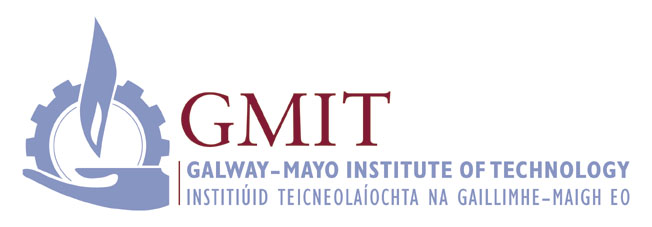 GMIT
GALWAY–MAYO INSTITUTE OF TECHNOLOGY
INSTITIÚID TEICNEOLAÍOCHTA NA GAILLIMHE–MAIGH EO